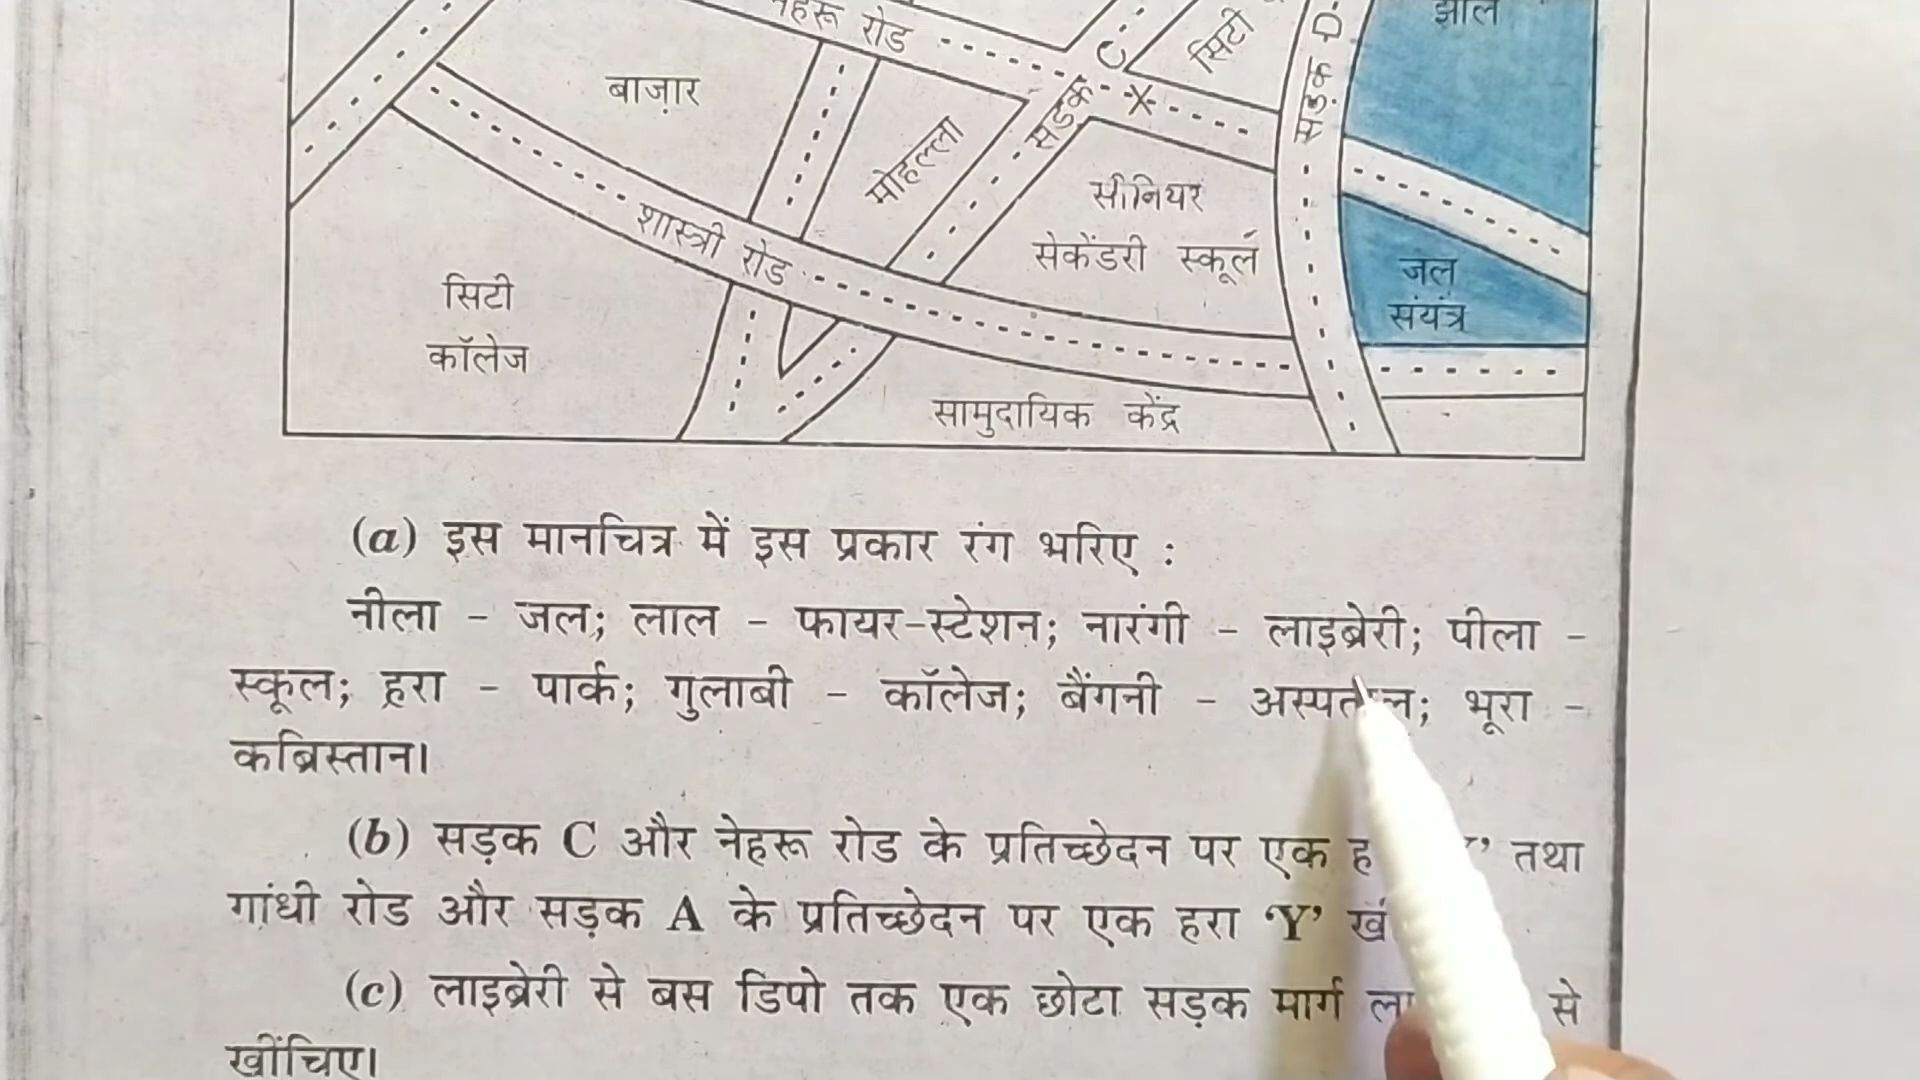 नेहरू रोड
C
सिटी
सड़क D
झील
बाज़ार
मोहल्ला
सड़क
X
सीनियर
सेकेंडरी स्कूल
शास्त्री रोड
जल
संयंत्र
सिटी
कॉलेज
सामुदायिक केंद्र
(a) इस मानचित्र में इस प्रकार रंग भरिए :
नीला - जल; लाल - फायर-स्टेशन; नारंगी - लाइब्रेरी; पीला -
स्कूल; हरा - पार्क; गुलाबी - कॉलेज; बैंगनी - अस्पताल; भूरा -
कब्रिस्तान।
(b) सड़क C और नेहरू रोड के प्रतिच्छेदन पर एक तथा
गांधी रोड और सड़क A के प्रतिच्छेदन पर एक हरा ‘Y’
(c) लाइब्रेरी से बस डिपो तक एक छोटा सड़क मार्ग से
खींचिए।